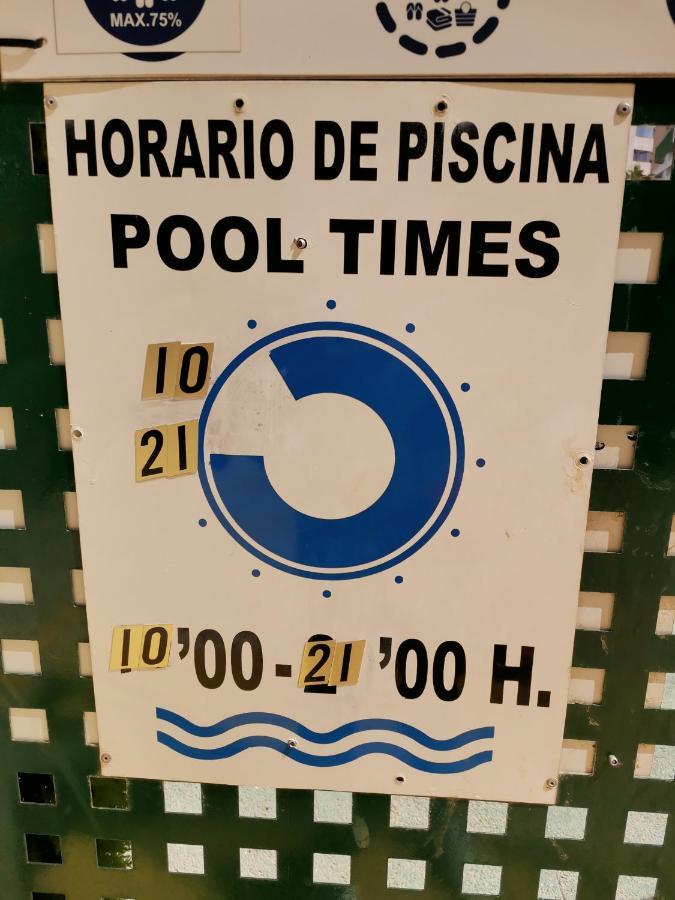 MAX.75%
HORARIO DE PISCINA
POOL TIMES
10
21
10'00-21'00 H.